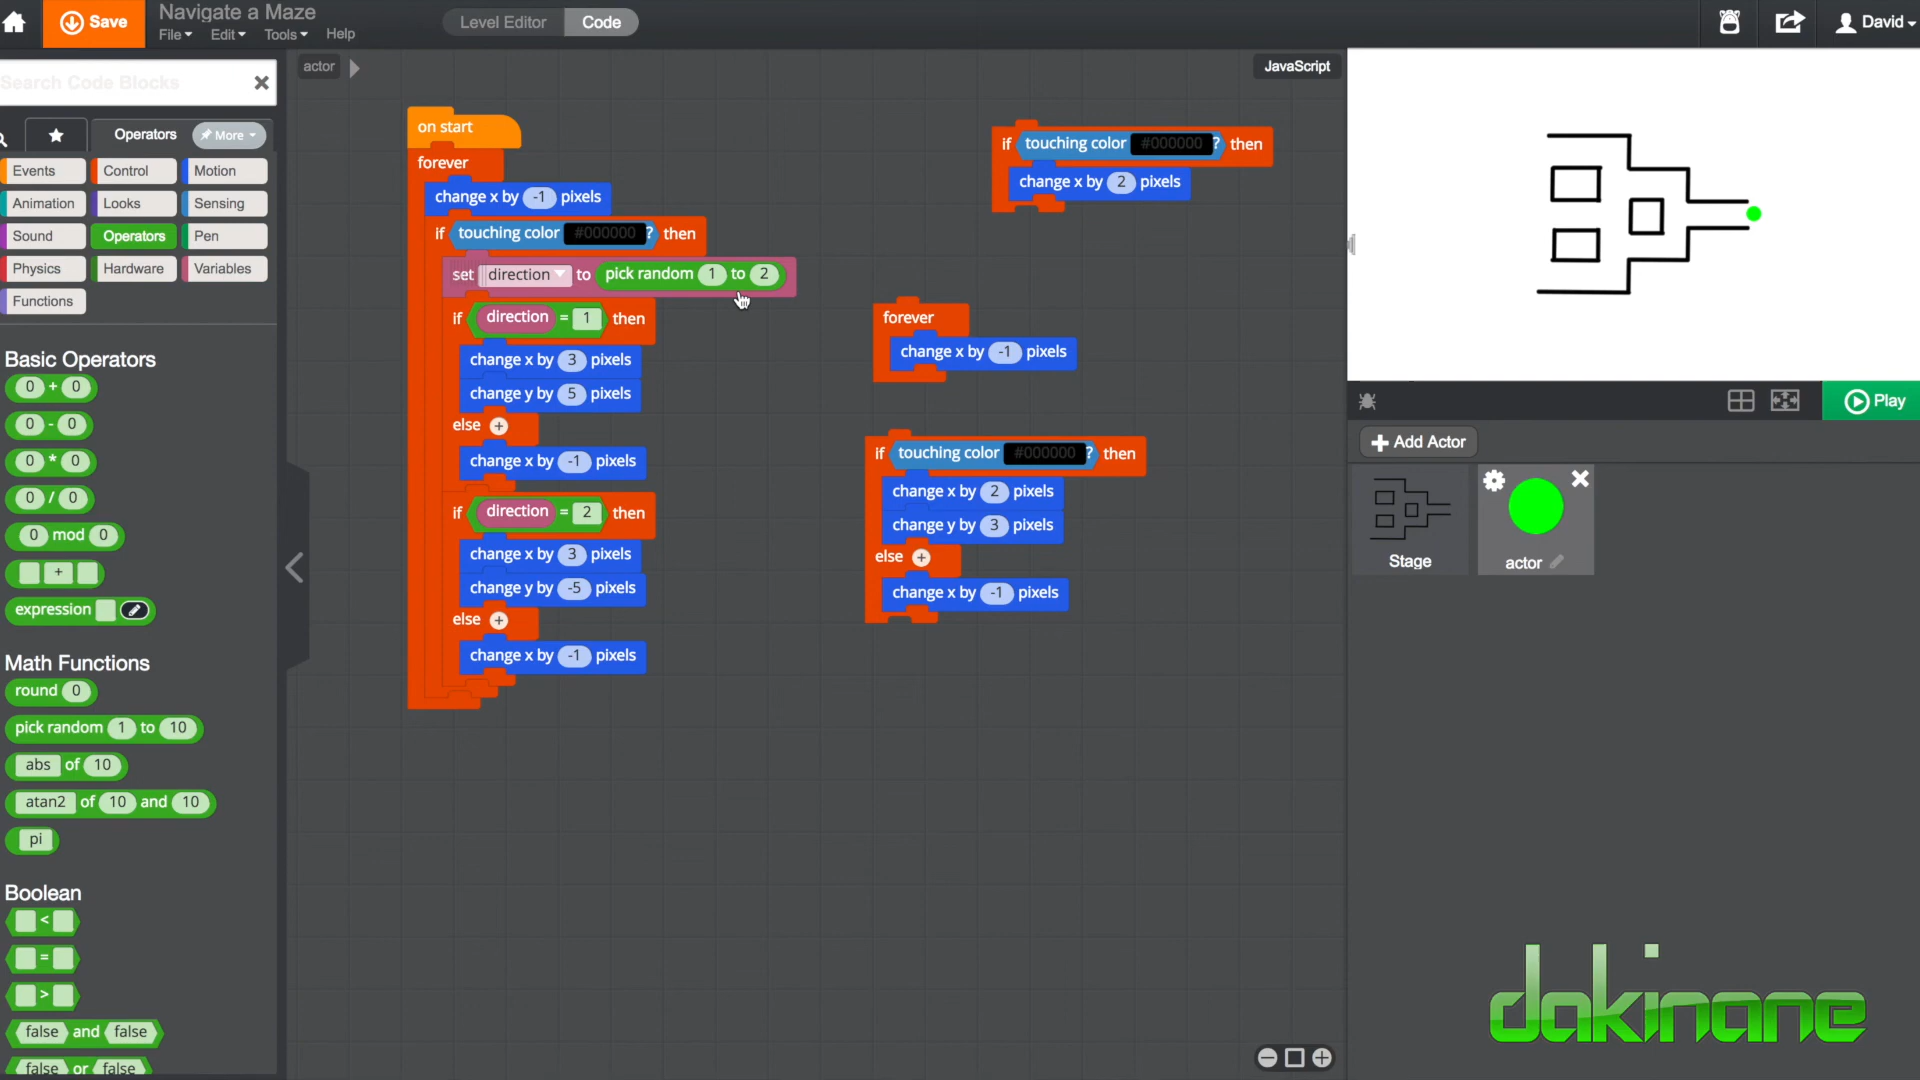 Save
Navigate a Maze
File Edit Tools Help
Level Editor Code
David
Search Code Blocks
actor
JavaScript
Operators More
Events Control Motion
Animation Looks Sensing
Sound Operators Pen
Physics Hardware Variables
Functions
Basic Operators
0 + 0
0 - 0
0 * 0
0 / 0
0 mod 0
+
expression
Math Functions
round 0
pick random 1 to 10
abs of 10
atan2 of 10 and 10
pi
Boolean
<
=
>
false and false
false or false
on start
forever
change x by -1 pixels
if touching color #000000 ? then
set direction to pick random 1 to 2
if direction = 1 then
change x by 3 pixels
change y by 5 pixels
else +
change x by -1 pixels
if direction = 2 then
change x by 3 pixels
change y by -5 pixels
else +
change x by -1 pixels
if touching color #000000 ? then
change x by 2 pixels
forever
change x by -1 pixels
if touching color #000000 ? then
change x by 2 pixels
change y by 3 pixels
else +
change x by -1 pixels
Play
Add Actor
Stage
actor
dakinane